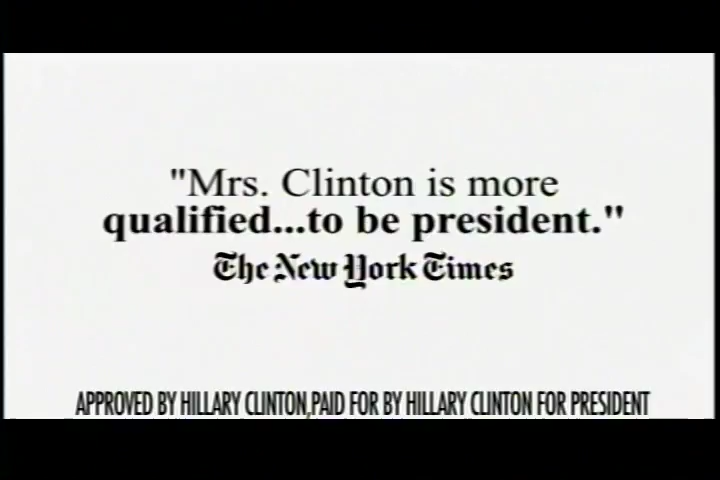 "Mrs. Clinton is more
qualified...to be president."
The New York Times
APPROVED BY HILLARY CLINTON,PAID FOR BY HILLARY CLINTON FOR PRESIDENT